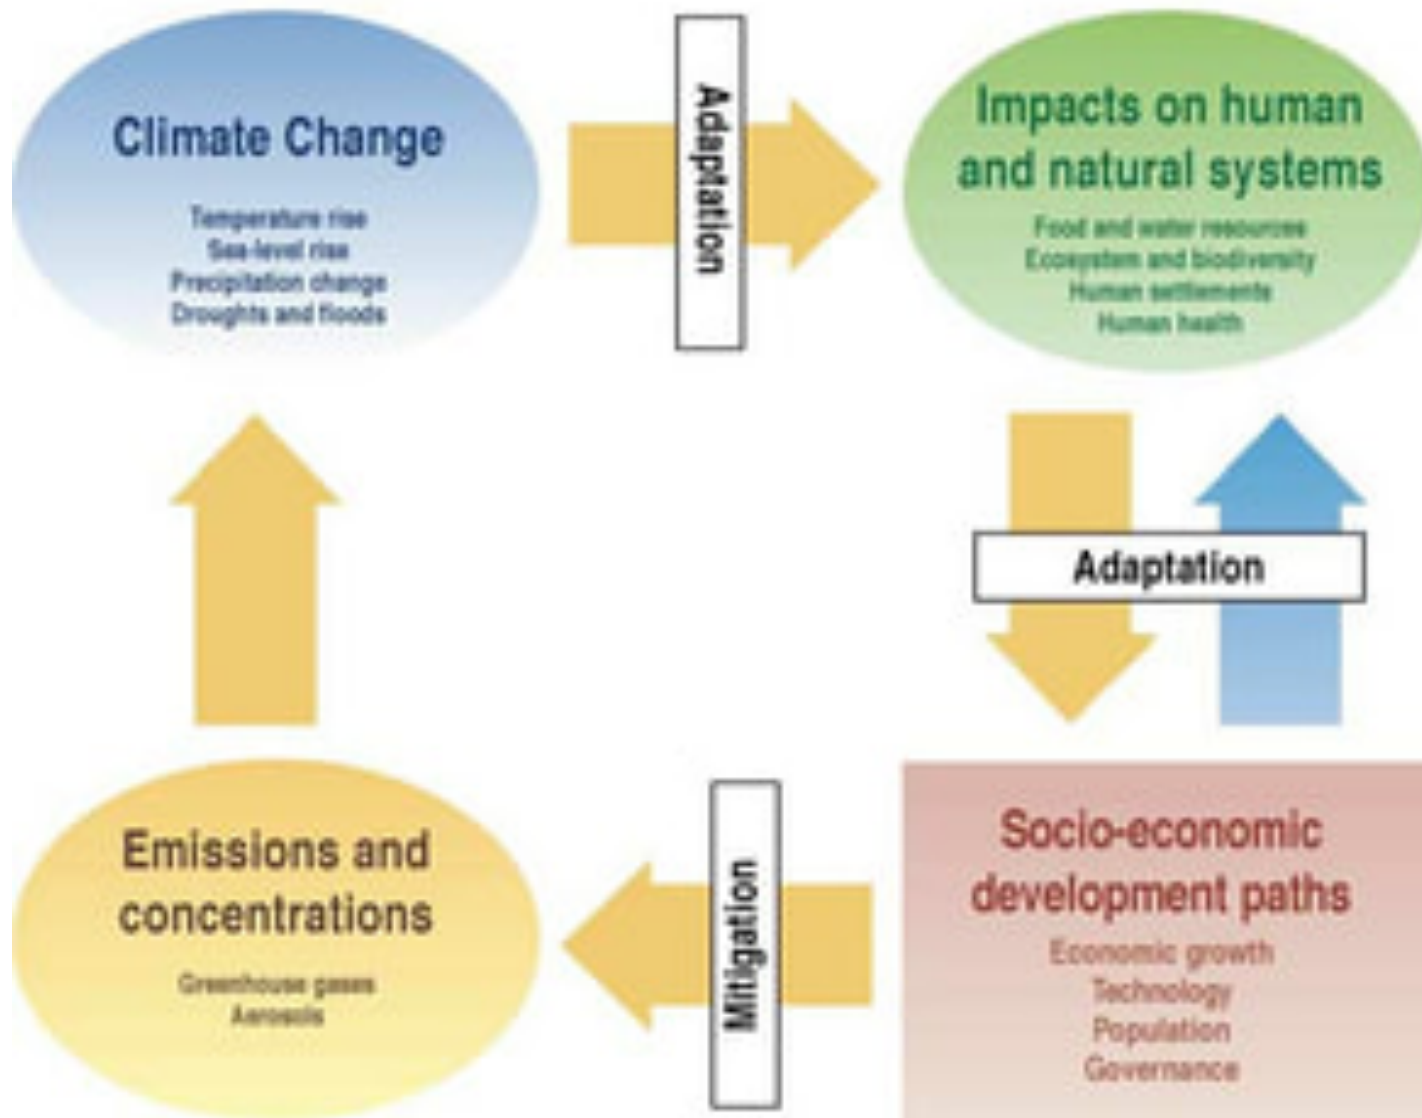 Climate Change
Temperature rise
Sea-level rise
Precipitation change
Droughts and floods
Adaptation
Impacts on human
and natural systems
Food and water resources
Ecosystem and biodiversity
Human settlements
Human health
Adaptation
Emissions and
concentrations
Greenhouse gases
Aerosols
Mitigation
Socio-economic
development paths
Economic growth
Technology
Population
Governance